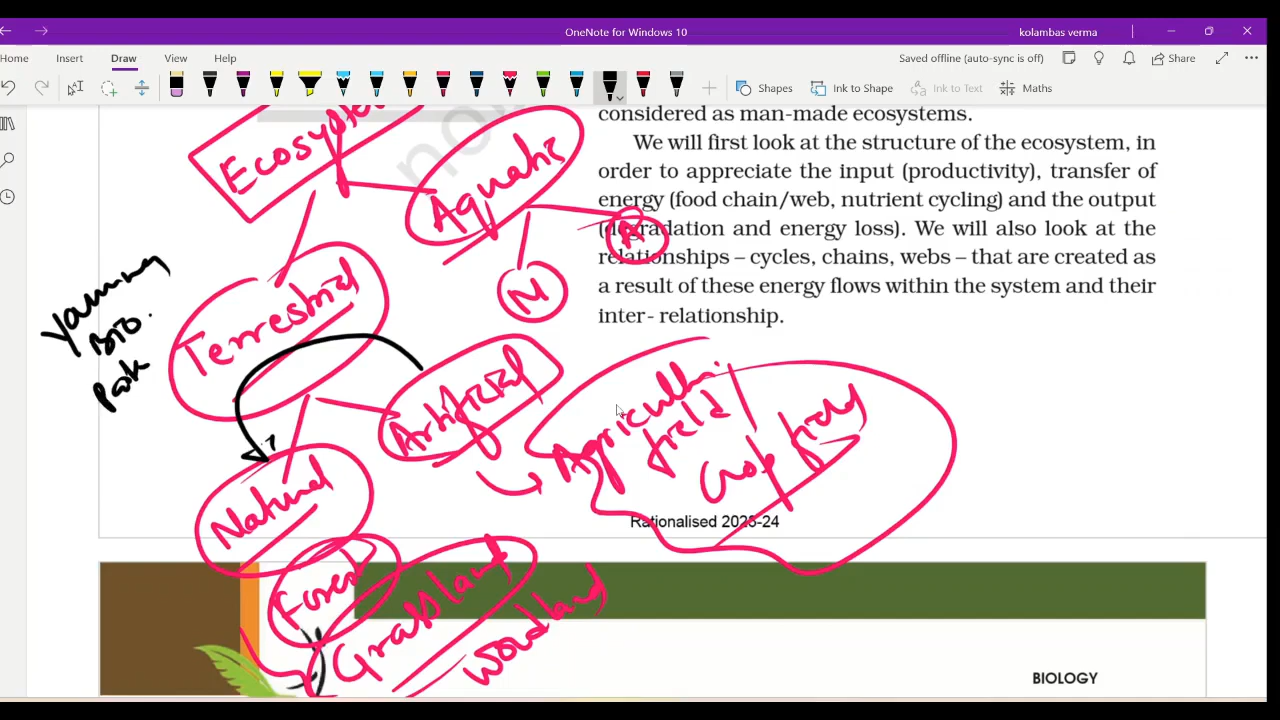 OneNote for Windows 10
kolambas verma
Home Insert Draw View Help
Saved offline (auto-sync is off)
Share
Shapes
Ink to Shape
Ink to Text
Maths
considered as man-made ecosystems.
We will first look at the structure of the ecosystem, in
order to appreciate the input (productivity), transfer of
energy (food chain/web, nutrient cycling) and the output
(degradation and energy loss). We will also look at the
relationships – cycles, chains, webs – that are created as
a result of these energy flows within the system and their
inter- relationship.
Ecosystem
Aquatic
A
N
Terrestrial
Bio.
Park
Artificial
field
Crop field
Natural
Rationalised 2023-24
Forest
Grassland
Woodland
BIOLOGY